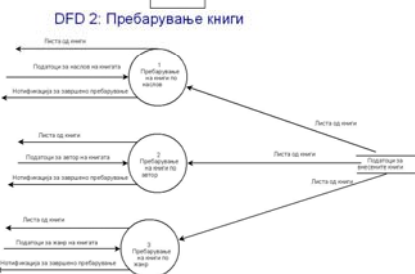 DFD 2: Пребарување книги
Листа од книги
Податоци за наслов на книгата
Нотификација за завршено пребарување
1
Пребарување
на книги по
наслов
Листа од книги
Листа од книги
Податоци за автор на книгата
Нотификација за завршено пребарување
2
Пребарување
на книги по
автор
Листа од книги
Податоци за
внесените книги
Листа од книги
Листа од книги
Податоци за жанр на книгата
Нотификација за завршено пребарување
3
Пребарување
на книги по
жанр